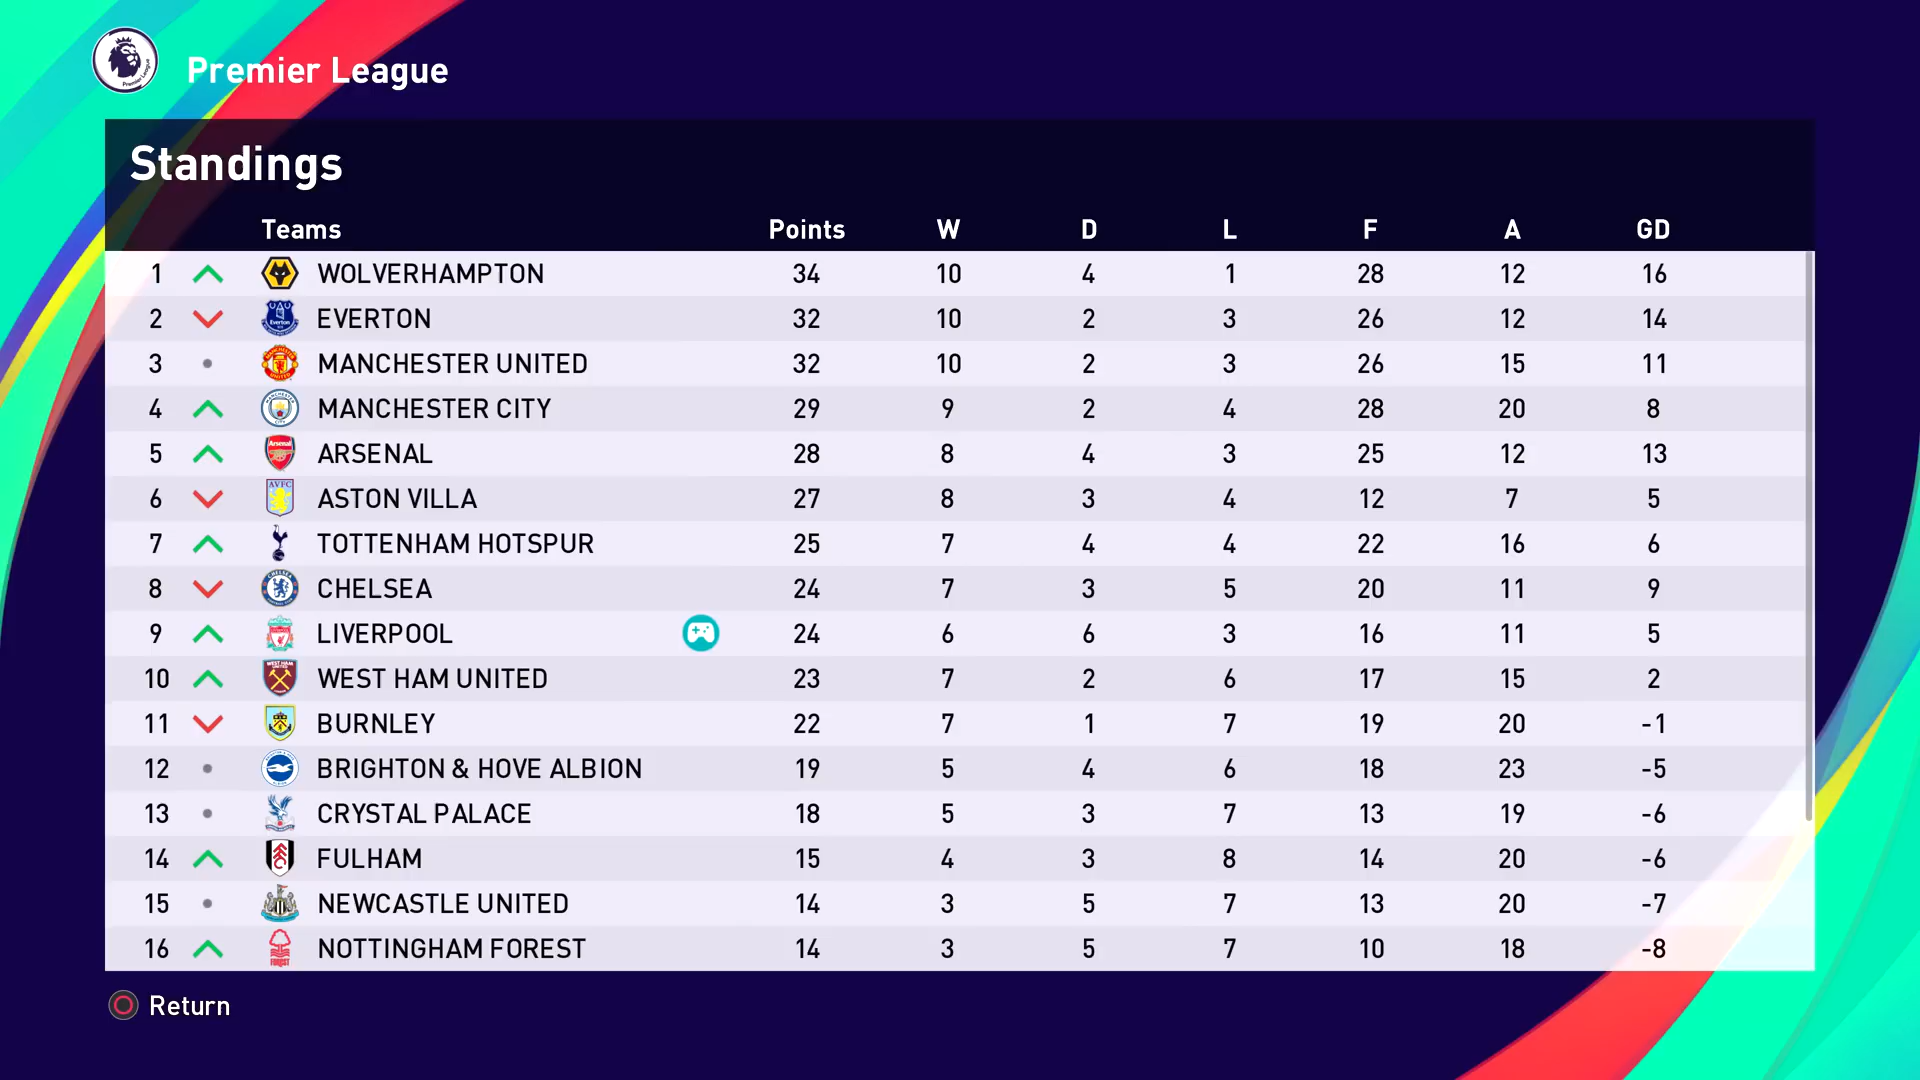 Premier League
Standings
Teams Points W D L F A GD
1 WOLVERHAMPTON 34 10 4 1 28 12 16
2 EVERTON 32 10 2 3 26 12 14
3 MANCHESTER UNITED 32 10 2 3 26 15 11
4 MANCHESTER CITY 29 9 2 4 28 20 8
5 ARSENAL 28 8 4 3 25 12 13
6 ASTON VILLA 27 8 3 4 12 7 5
7 TOTTENHAM HOTSPUR 25 7 4 4 22 16 6
8 CHELSEA 24 7 3 5 20 11 9
9 LIVERPOOL 24 6 6 3 16 11 5
10 WEST HAM UNITED 23 7 2 6 17 15 2
11 BURNLEY 22 7 1 7 19 20 -1
12 BRIGHTON & HOVE ALBION 19 5 4 6 18 23 -5
13 CRYSTAL PALACE 18 5 3 7 13 19 -6
14 FULHAM 15 4 3 8 14 20 -6
15 NEWCASTLE UNITED 14 3 5 7 13 20 -7
16 NOTTINGHAM FOREST 14 3 5 7 10 18 -8
Return